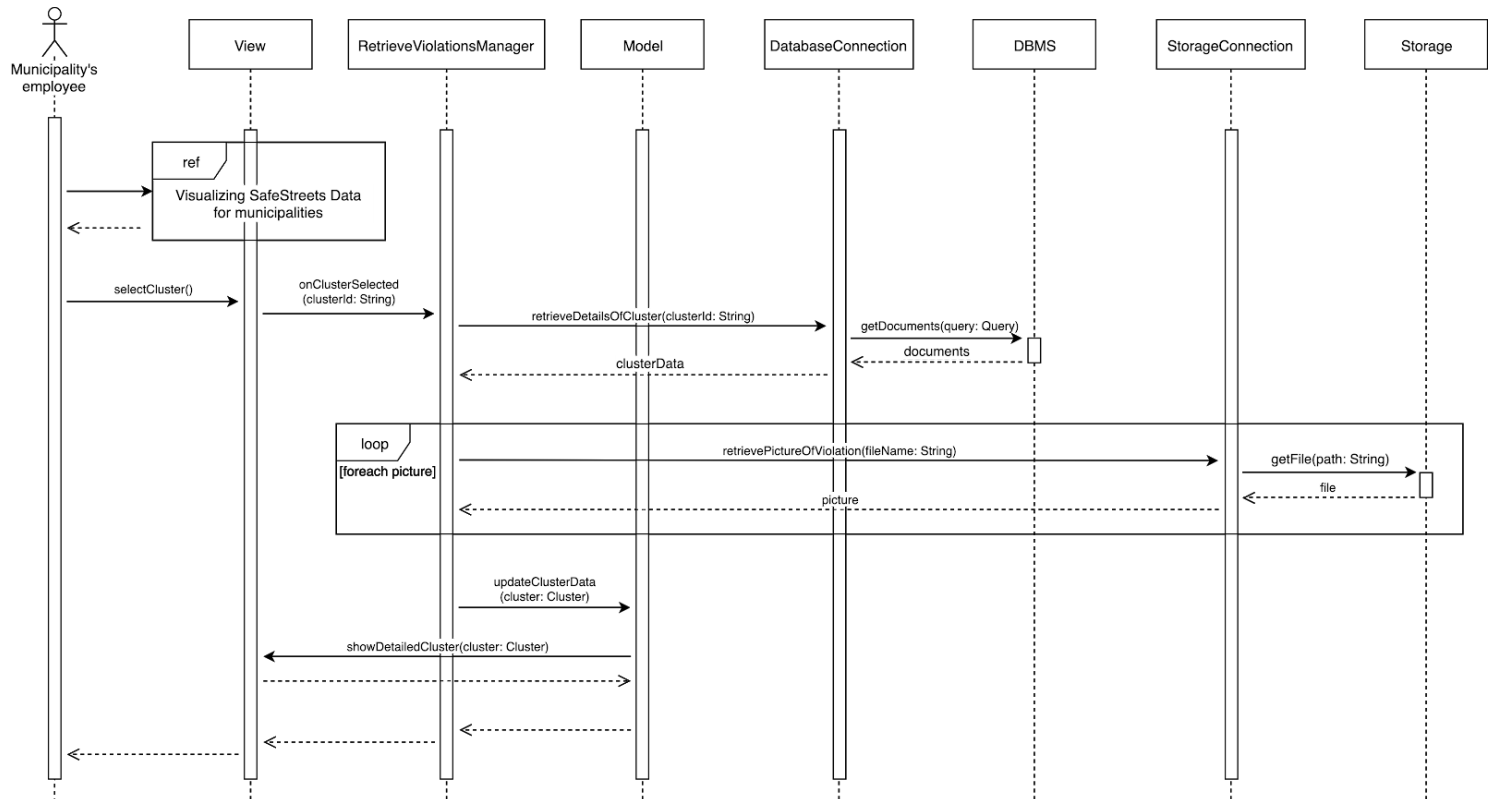 View
RetrieveViolationsManager
Model
DatabaseConnection
DBMS
StorageConnection
Storage
Municipality's
employee
ref
Visualizing SafeStreets Data
for municipalities
selectCluster()
onClusterSelected
(clusterId: String)
retrieveDetailsOfCluster(clusterId: String)
getDocuments(query: Query)
documents
clusterData
loop
[foreach picture]
retrievePictureOfViolation(fileName: String)
getFile(path: String)
file
picture
updateClusterData
(cluster: Cluster)
showDetailedCluster(cluster: Cluster)